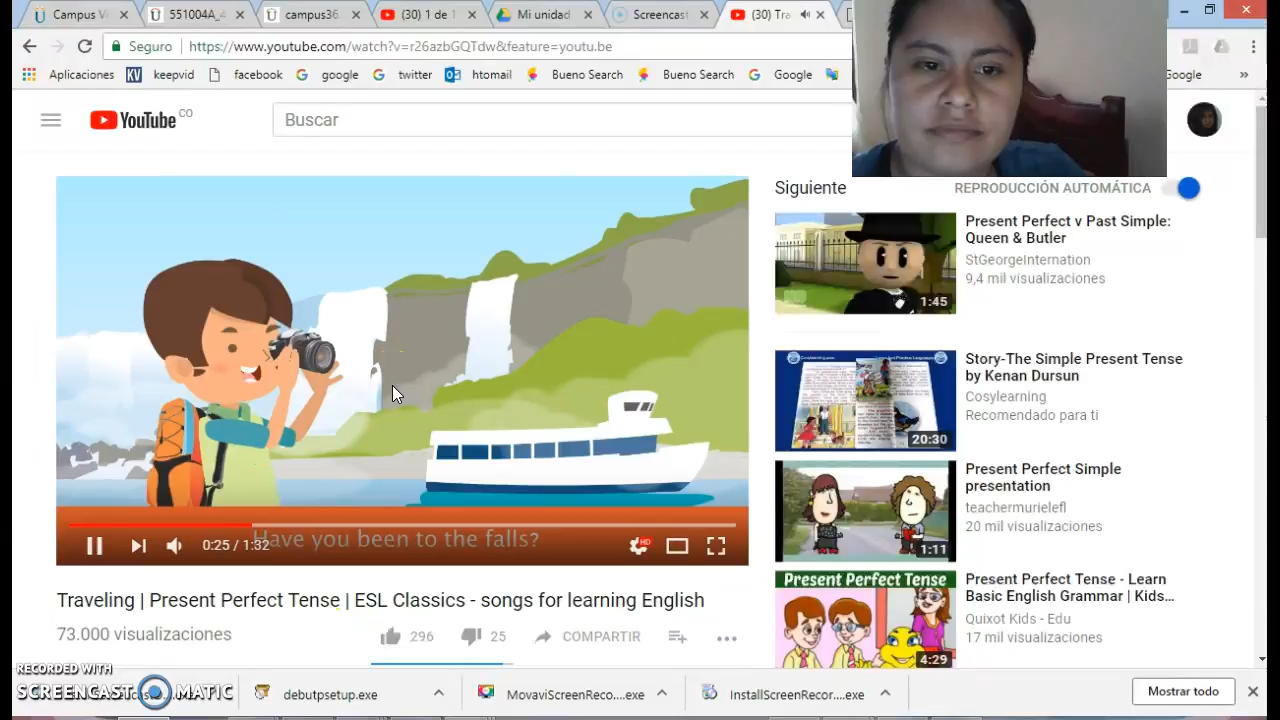 Campus Vi
551004A_4
campus36.
(30) 1 de 1
Mi unidad
Screencast
(30) Tra
Seguro
https://www.youtube.com/watch?v=r26azbGQTdw&feature=youtu.be
Aplicaciones
KV
keepvid
facebook
google
twitter
htomail
Bueno Search
Bueno Search
Google
Google
YouTube CO
Buscar
Siguiente
REPRODUCCIÓN AUTOMÁTICA
Present Perfect v Past Simple:
Queen & Butler
StGeorgeInternation
9,4 mil visualizaciones
1:45
Story-The Simple Present Tense
by Kenan Dursun
Cosylearning
Recomendado para ti
20:30
Present Perfect Simple
presentation
teachermurielefl
20 mil visualizaciones
1:11
Present Perfect Tense
Present Perfect Tense - Learn
Basic English Grammar | Kids...
Quixot Kids - Edu
17 mil visualizaciones
4:29
0:25 / 1:32
Have you been to the falls?
HD
Traveling | Present Perfect Tense | ESL Classics - songs for learning English
73.000 visualizaciones
296
25
COMPARTIR
RECORDED WITH
SCREENCAST MATIC
debutpsetup.exe
MovaviScreenReco....exe
InstallScreenRecor....exe
Mostrar todo